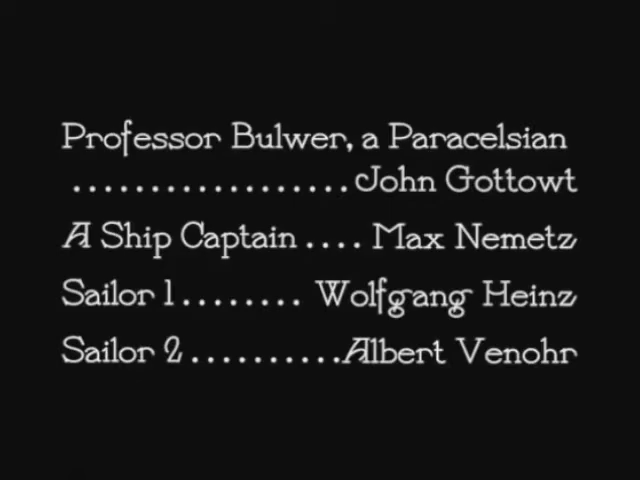 Professor Bulwer, a Paracelsian
..................John Gottowt
A Ship Captain .... Max Nemetz
Sailor 1........ Wolfgang Heinz
Sailor 2..........Albert Venohr